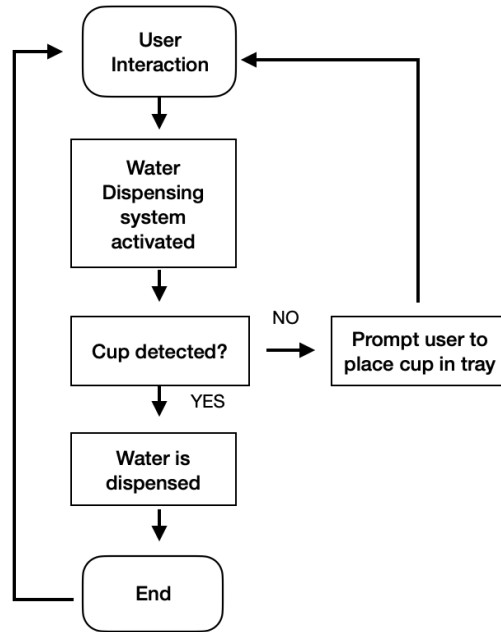 User
Interaction
Water
Dispensing
system
activated
Cup detected?
NO
Prompt user to
place cup in tray
YES
Water is
dispensed
End